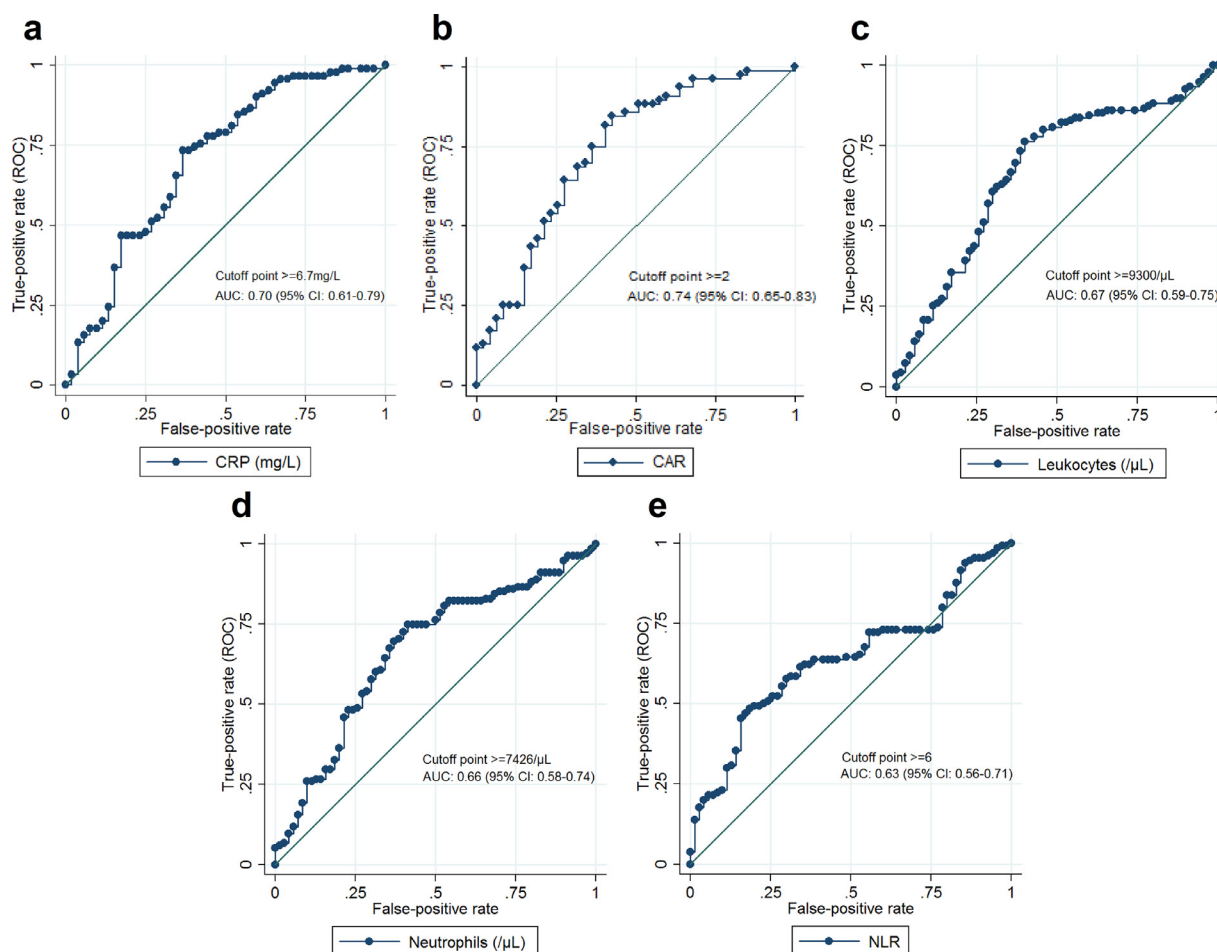 a
True-positive rate (ROC)
1
.75
.5
.25
0
Cutoff point >=6.7mg/L
AUC: 0.70 (95% CI: 0.61-0.79)
0 .25 .5 .75 1
False-positive rate
CRP (mg/L)
b
True-positive rate (ROC)
1
.75
.5
.25
0
Cutoff point >=2
AUC: 0.74 (95% CI: 0.65-0.83)
0 .25 .5 .75 1
False-positive rate
CAR
c
True-positive rate (ROC)
1
.75
.5
.25
0
Cutoff point >=9300/µL
AUC: 0.67 (95% CI: 0.59-0.75)
0 .25 .5 .75 1
False-positive rate
Leukocytes (/µL)
d
True-positive rate (ROC)
1
.75
.5
.25
0
Cutoff point >=7426/µL
AUC: 0.66 (95% CI: 0.58-0.74)
0 .25 .5 .75 1
False-positive rate
Neutrophils (/µL)
e
True-positive rate (ROC)
1
.75
.5
.25
0
Cutoff point >=6
AUC: 0.63 (95% CI: 0.56-0.71)
0 .25 .5 .75 1
False-positive rate
NLR